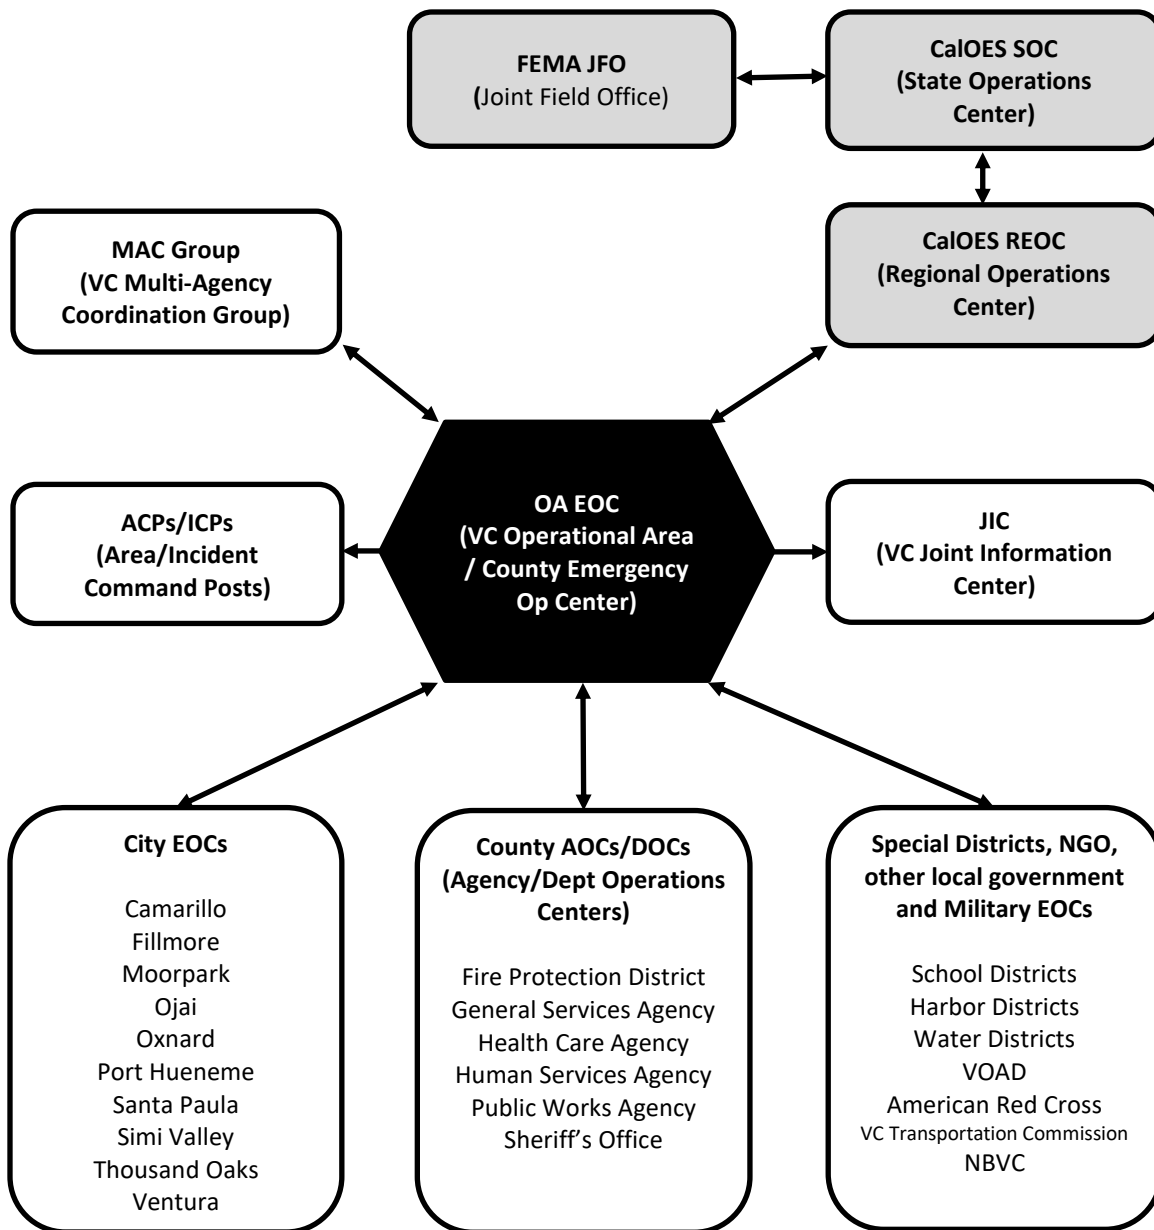 FEMA JFO
(Joint Field Office)
CalOES SOC
(State Operations
Center)
MAC Group
(VC Multi-Agency
Coordination Group)
CalOES REOC
(Regional Operations
Center)
ACPs/ICPs
(Area/Incident
Command Posts)
OA EOC
(VC Operational Area
/ County Emergency
Op Center)
JIC
(VC Joint Information
Center)
City EOCs
Camarillo
Fillmore
Moorpark
Ojai
Oxnard
Port Hueneme
Santa Paula
Simi Valley
Thousand Oaks
Ventura
County AOCs/DOCs
(Agency/Dept Operations
Centers)
Fire Protection District
General Services Agency
Health Care Agency
Human Services Agency
Public Works Agency
Sheriff’s Office
Special Districts, NGO,
other local government
and Military EOCs
School Districts
Harbor Districts
Water Districts
VOAD
American Red Cross
VC Transportation Commission
NBVC